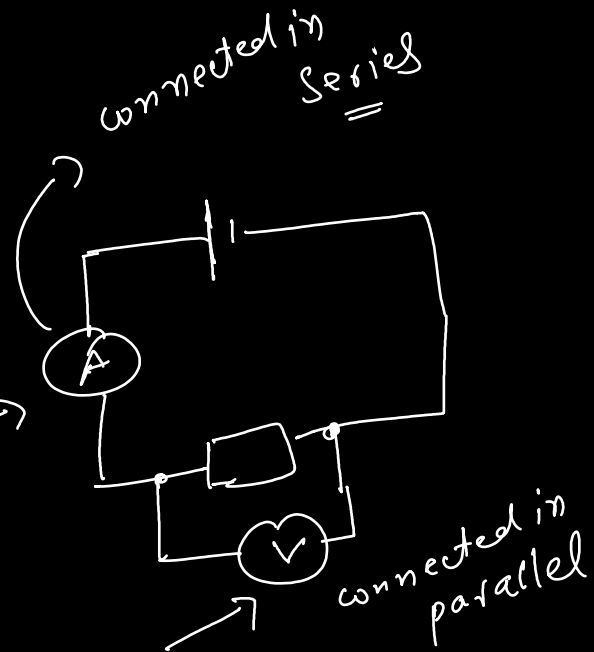 connected in
series
A
V
connected in
parallel